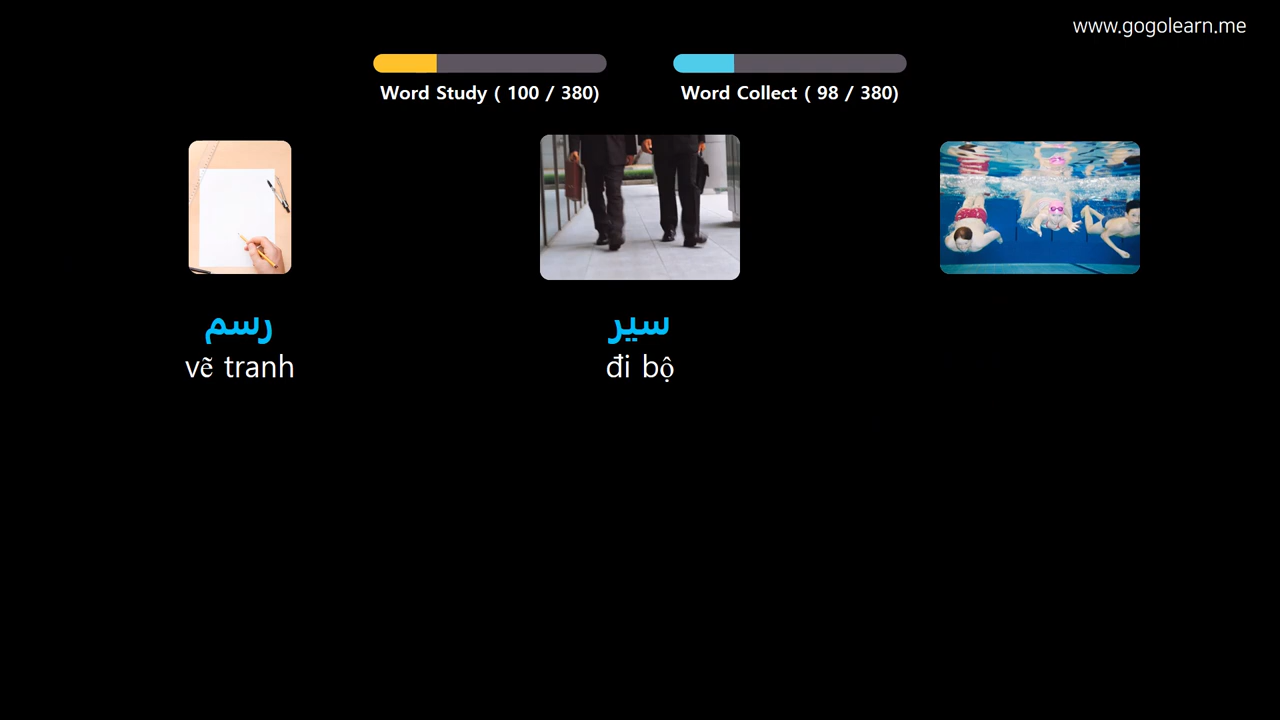 www.gogolearn.me
Word Study ( 100 / 380)
Word Collect ( 98 / 380)
رسم
vẽ tranh
سير
đi bộ